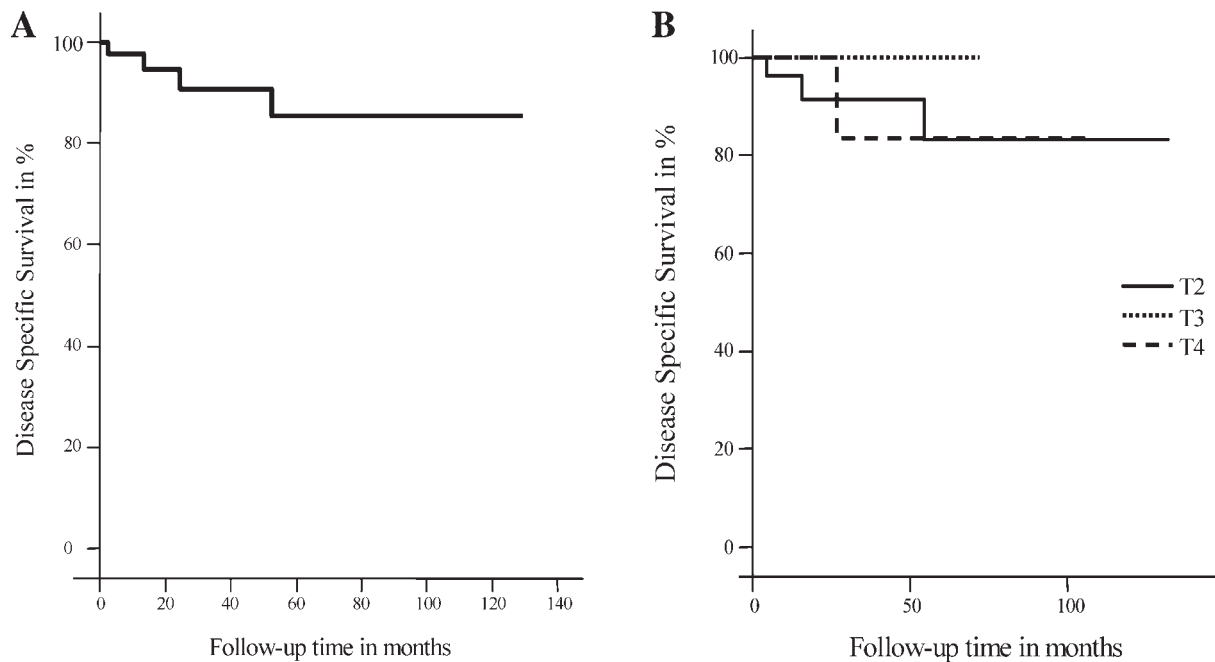 A
Disease Specific Survival in %
100
80
60
40
20
0
0 20 40 60 80 100 120 140
Follow-up time in months
B
Disease Specific Survival in %
100
80
60
40
20
0
T2
T3
T4
0 50 100
Follow-up time in months